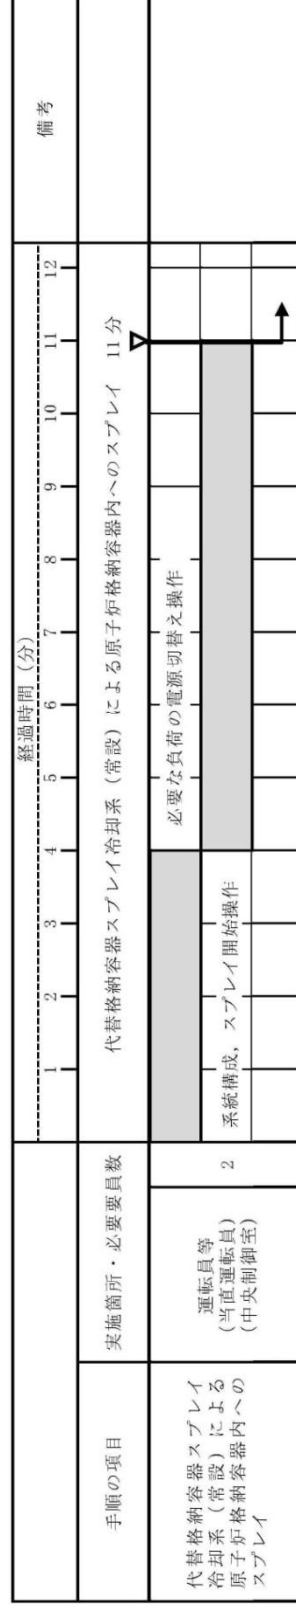 経過時間（分）
備考
1 2 3 4 5 6 7 8 9 10 11 12
手順の項目
実施箇所・必要要員数
代替格納容器スプレイ冷却系（常設）による原子炉格納容器内へのスプレイ 11分
代替格納容器スプレイ
冷却系（常設）による
原子炉格納容器内への
スプレイ
運転員等
（当直運転員）
（中央制御室）
2
必要な負荷の電源切替え操作
系統構成，スプレイ開始操作